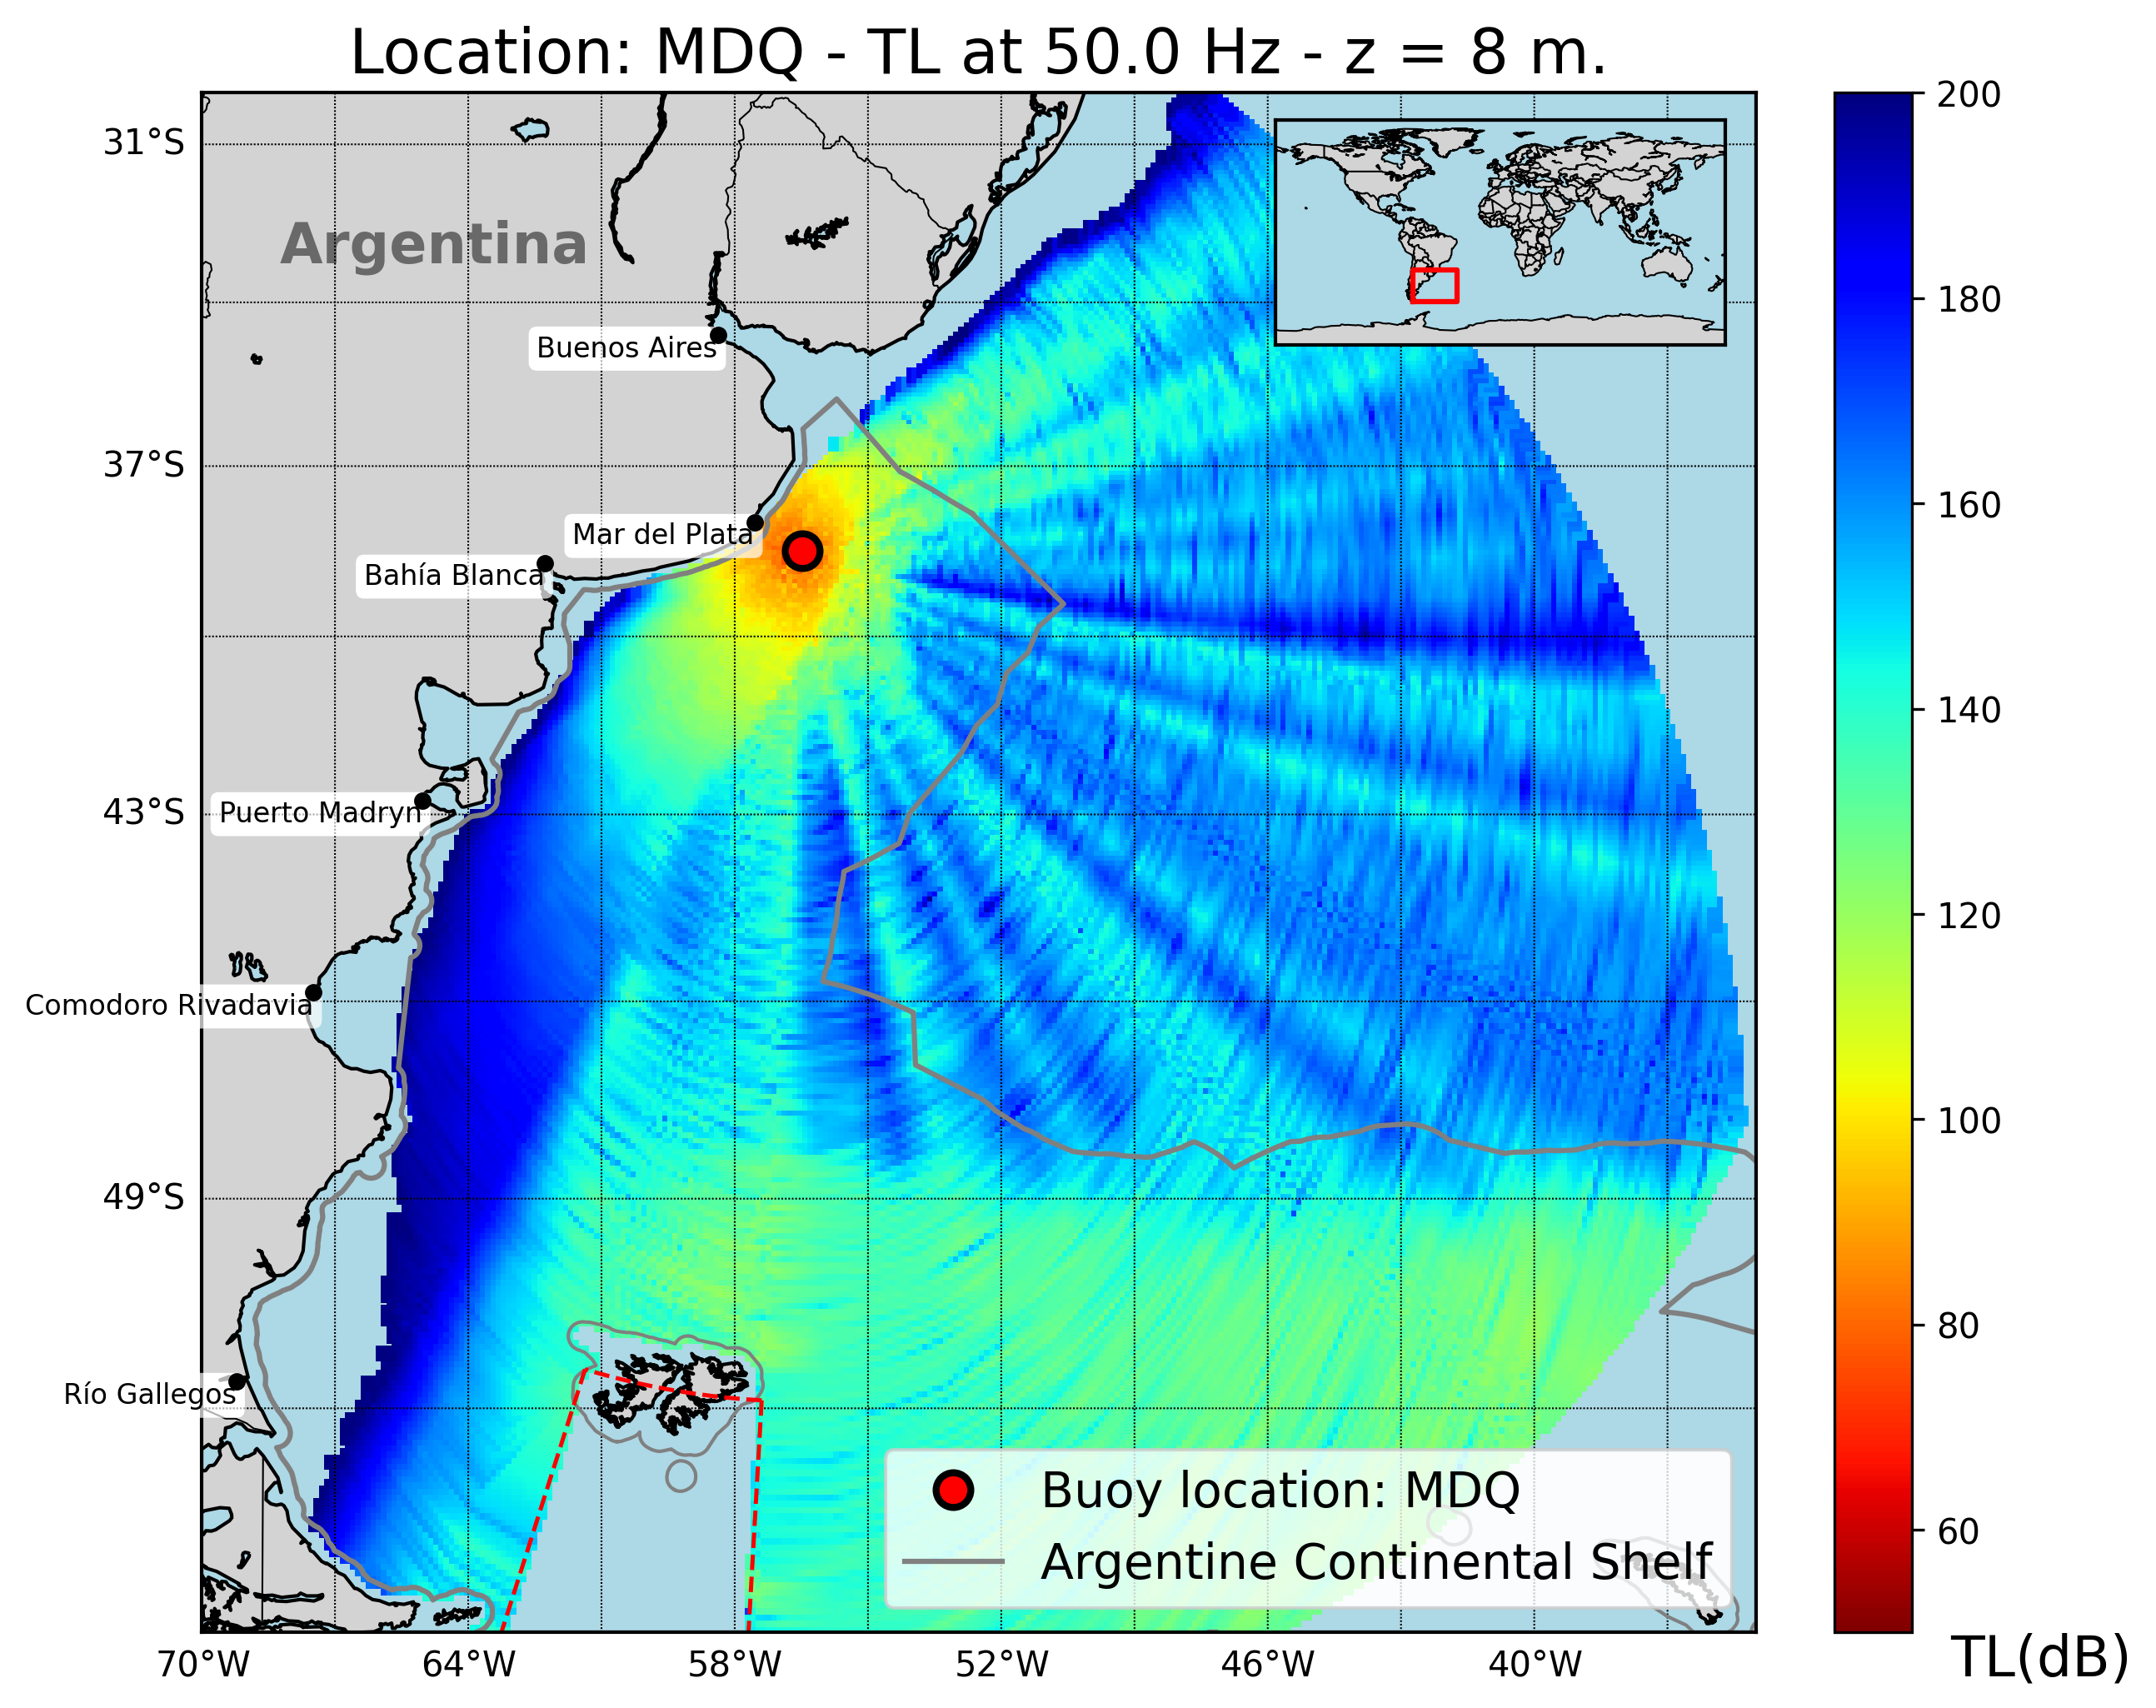 Location: MDQ - TL at 50.0 Hz - z = 8 m.
31°S
37°S
43°S
49°S
Argentina
Buenos Aires
Mar del Plata
Bahía Blanca
Puerto Madryn
Comodoro Rivadavia
Río Gallegos
Buoy location: MDQ
Argentine Continental Shelf
70°W
64°W
58°W
52°W
46°W
40°W
200
180
160
140
120
100
80
60
TL(dB)